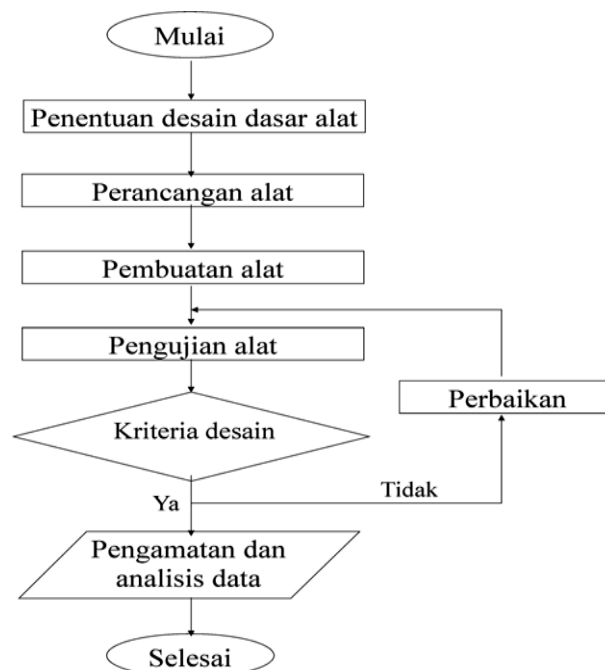 Mulai
Penentuan desain dasar alat
Perancangan alat
Pembuatan alat
Pengujian alat
Perbaikan
Kriteria desain
Tidak
Ya
Pengamatan dan
analisis data
Selesai